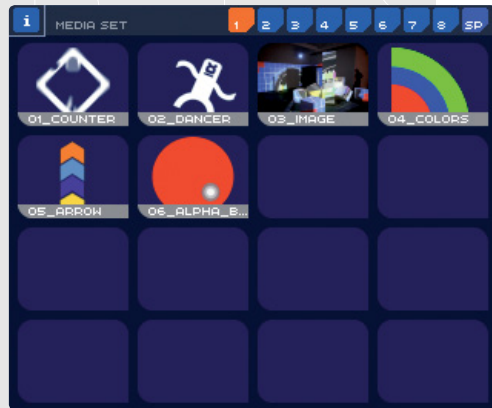 i MEDIA SET 1 2 3 4 5 6 7 8 SP
01_COUNTER 02_DANCER 03_IMAGE 04_COLORS
05_ARROW 06_ALPHA_B...